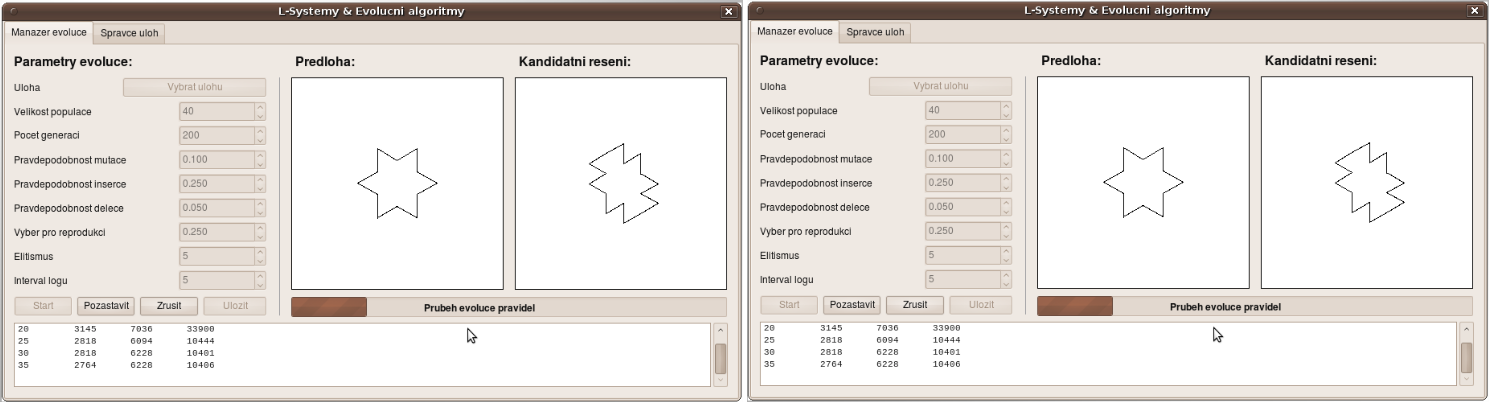 L-Systemy & Evolucni algoritmy
Manazer evoluce Spravce uloh
Parametry evoluce: Predloha: Kandidatni reseni:
Uloha Vybrat ulohu
Velikost populace 40
Pocet generaci 200
Pravdepodobnost mutace 0.100
Pravdepodobnost inserce 0.250
Pravdepodobnost delece 0.050
Vyber pro reprodukci 0.250
Elitismus 5
Interval logu 5
Start Pozastavit Zrusit Ulozit Prubeh evoluce pravidel
20 3145 7036 33900
25 2818 6094 10444
30 2818 6228 10401
35 2764 6228 10406
L-Systemy & Evolucni algoritmy
Manazer evoluce Spravce uloh
Parametry evoluce: Predloha: Kandidatni reseni:
Uloha Vybrat ulohu
Velikost populace 40
Pocet generaci 200
Pravdepodobnost mutace 0.100
Pravdepodobnost inserce 0.250
Pravdepodobnost delece 0.050
Vyber pro reprodukci 0.250
Elitismus 5
Interval logu 5
Start Pozastavit Zrusit Ulozit Prubeh evoluce pravidel
20 3145 7036 33900
25 2818 6094 10444
30 2818 6228 10401
35 2764 6228 10406